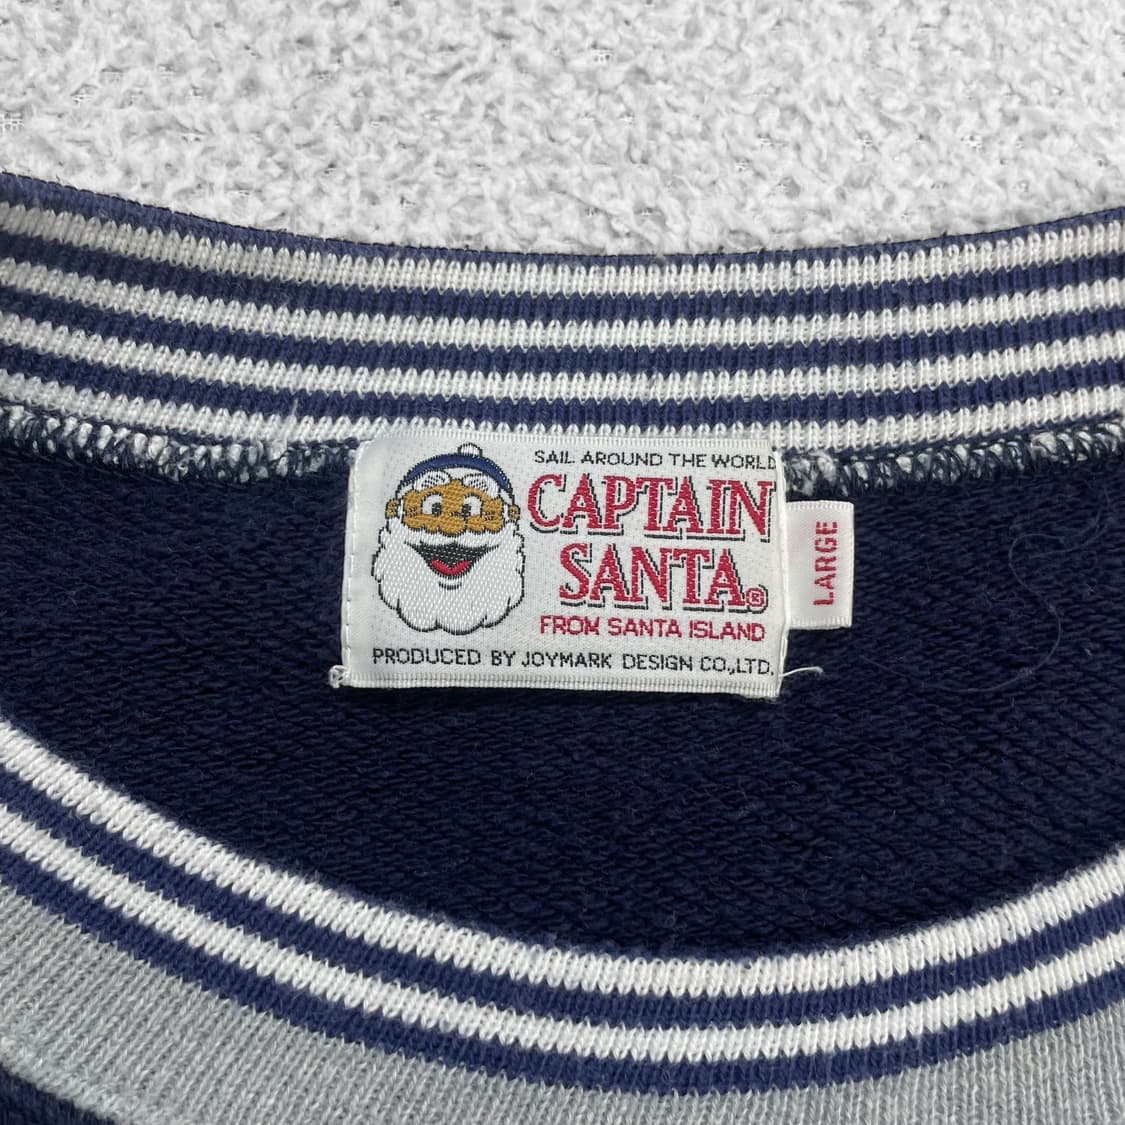 SAIL AROUND THE WORLD
CAPTAIN
SANTA®
FROM SANTA ISLAND
PRODUCED BY JOYMARK DESIGN CO.,LTD.
LARGE